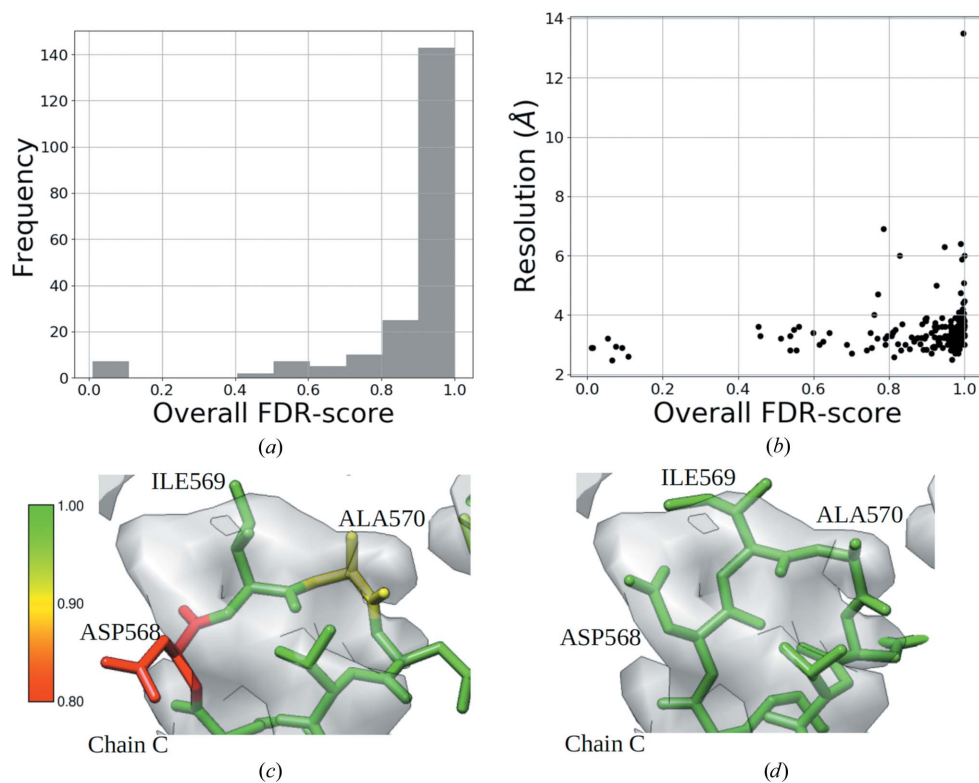 140
120
100
80
60
40
20
0
0.0 0.2 0.4 0.6 0.8 1.0
Frequency
Overall FDR-score
(a)
14
12
10
8
6
4
2
0.0 0.2 0.4 0.6 0.8 1.0
Resolution (Å)
Overall FDR-score
(b)
1.00
0.90
0.80
ILE569
ALA570
ASP568
Chain C
(c)
ILE569
ALA570
ASP568
Chain C
(d)